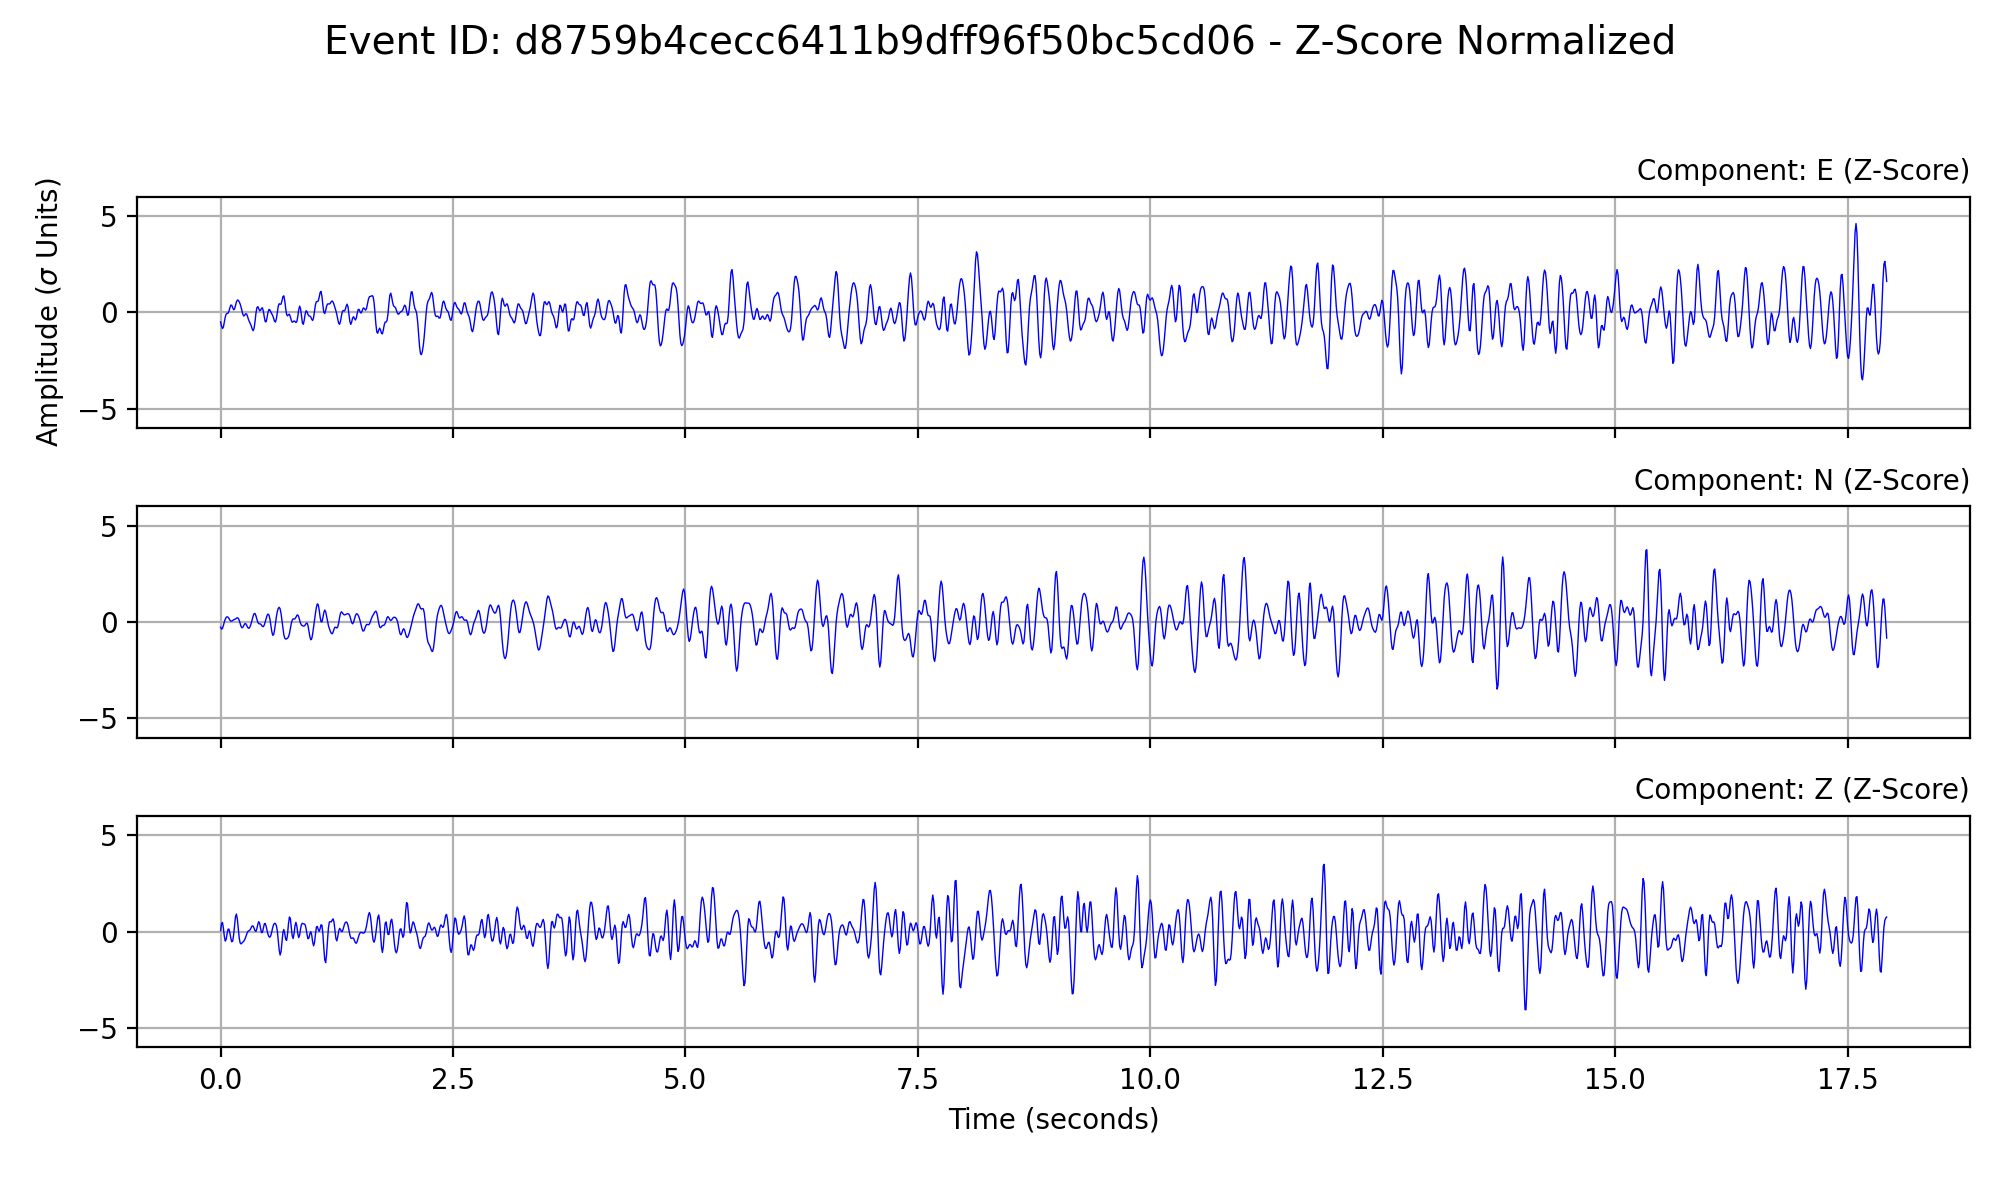 Event ID: d8759b4cecc6411b9dff96f50bc5cd06 - Z-Score Normalized
Component: E (Z-Score)
Amplitude (σ Units)
5
0
−5
Component: N (Z-Score)
5
0
−5
Component: Z (Z-Score)
5
0
−5
0.0 2.5 5.0 7.5 10.0 12.5 15.0 17.5
Time (seconds)